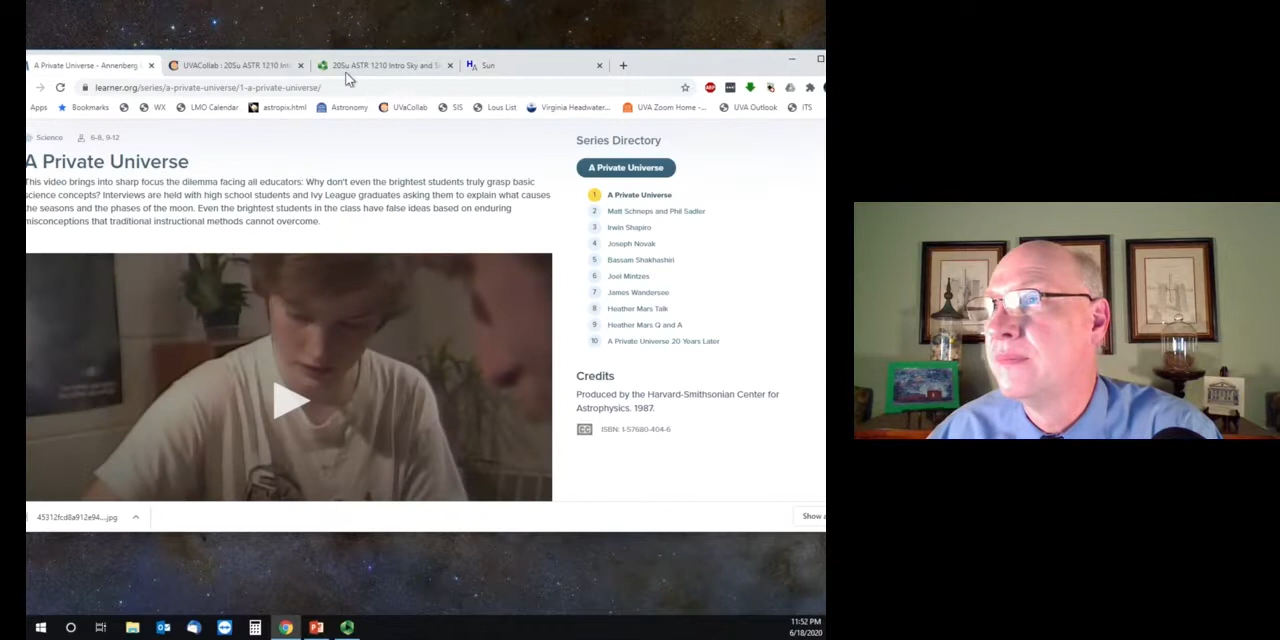 A Private Universe - Annenberg
UVACollab : 20Su ASTR 1210 Int
20Su ASTR 1210 Intro Sky and S
HA Sun
learner.org/series/a-private-universe/1-a-private-universe/
ABP
Apps Bookmarks WX LMO Calendar astropix.html Astronomy UVaCollab SIS Lous List Virginia Headwater... UVA Zoom Home -... UVA Outlook ITS
Science 6-8, 9-12
A Private Universe
This video brings into sharp focus the dilemma facing all educators: Why don't even the brightest students truly grasp basic
science concepts? Interviews are held with high school students and Ivy League graduates asking them to explain what causes
the seasons and the phases of the moon. Even the brightest students in the class have false ideas based on enduring
misconceptions that traditional instructional methods cannot overcome.
Series Directory
A Private Universe
1 A Private Universe
2 Matt Schneps and Phil Sadler
3 Irwin Shapiro
4 Joseph Novak
5 Bassam Shakhashiri
6 Joel Mintzes
7 James Wandersee
8 Heather Mars Talk
9 Heather Mars Q and A
10 A Private Universe 20 Years Later
Credits
Produced by the Harvard-Smithsonian Center for
Astrophysics. 1987.
CC ISBN: 1-57680-404-6
45312fcd8a912e94....jpg
Show a
11:52 PM
6/18/2020